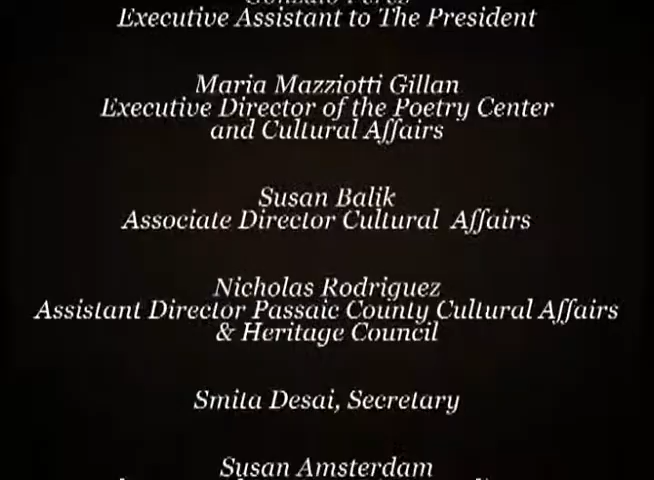 Executive Assistant to The President
Maria Mazziotti Gillan
Executive Director of the Poetry Center
and Cultural Affairs
Susan Balik
Associate Director Cultural Affairs
Nicholas Rodriguez
Assistant Director Passaic County Cultural Affairs
& Heritage Council
Smita Desai, Secretary
Susan Amsterdam